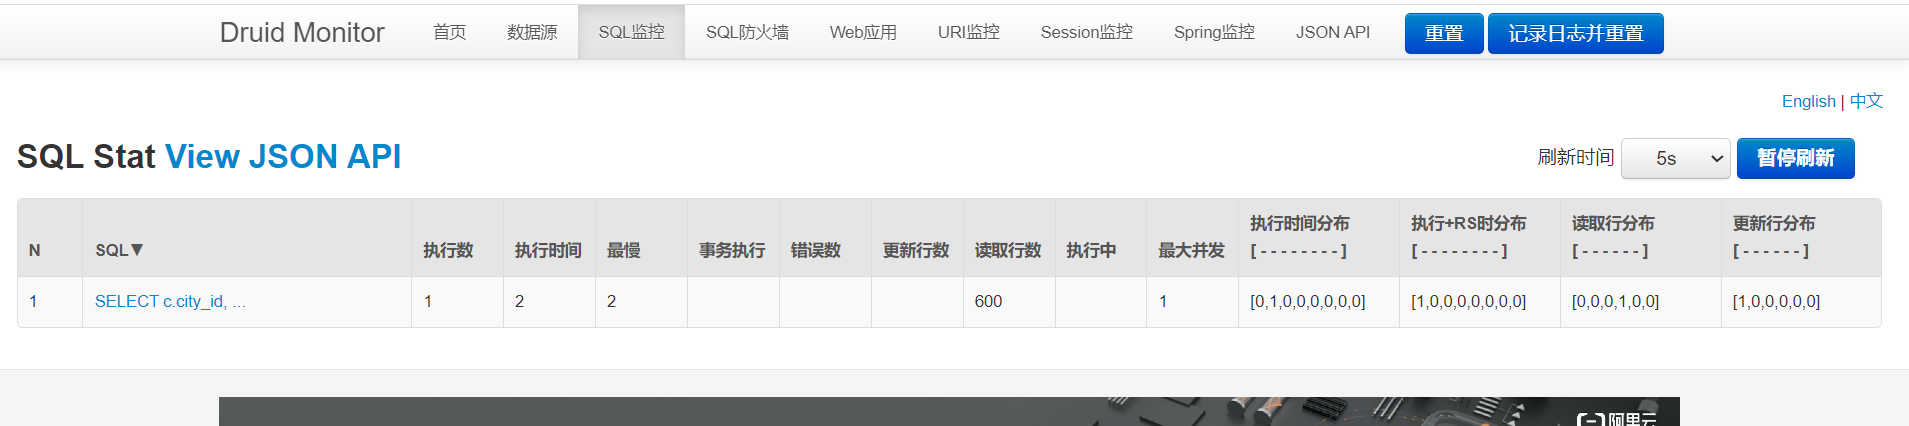 Druid Monitor 首页 数据源 SQL监控 SQL防火墙 Web应用 URI监控 Session监控 Spring监控 JSON API 重置 记录日志并重置
English | 中文
SQL Stat View JSON API 刷新时间 5s 暂停刷新
N SQL▼ 执行数 执行时间 最慢 事务执行 错误数 更新行数 读取行数 执行中 最大并发 执行时间分布 [ - - - - - - - - ] 执行+RS时分布 [ - - - - - - - - ] 读取行分布 [ - - - - - - ] 更新行分布 [ - - - - - - ]
1 SELECT c.city_id, ... 1 2 2 600 1 [0,1,0,0,0,0,0,0] [1,0,0,0,0,0,0,0] [0,0,0,1,0,0] [1,0,0,0,0,0]
阿里云